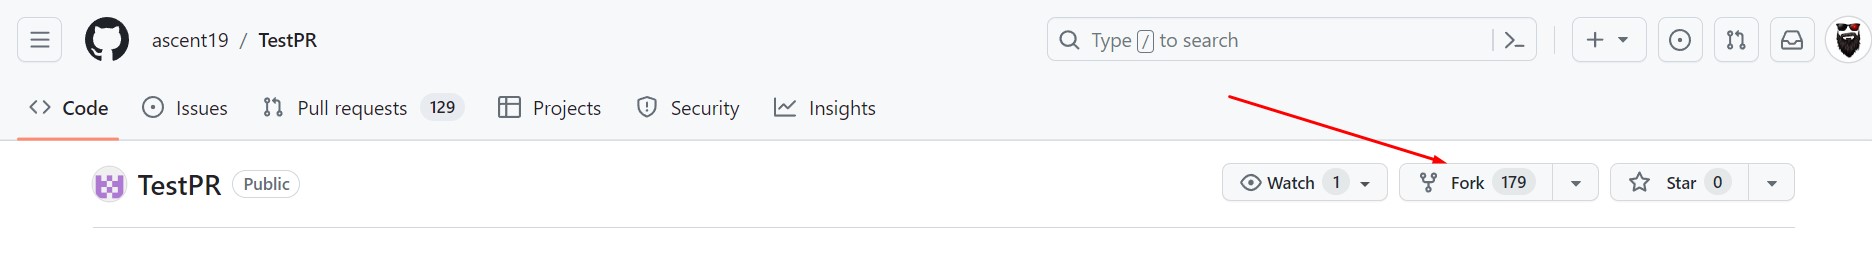 ascent19 / TestPR
Type / to search
Code Issues Pull requests 129 Projects Security Insights
TestPR Public
Watch 1 Fork 179 Star 0